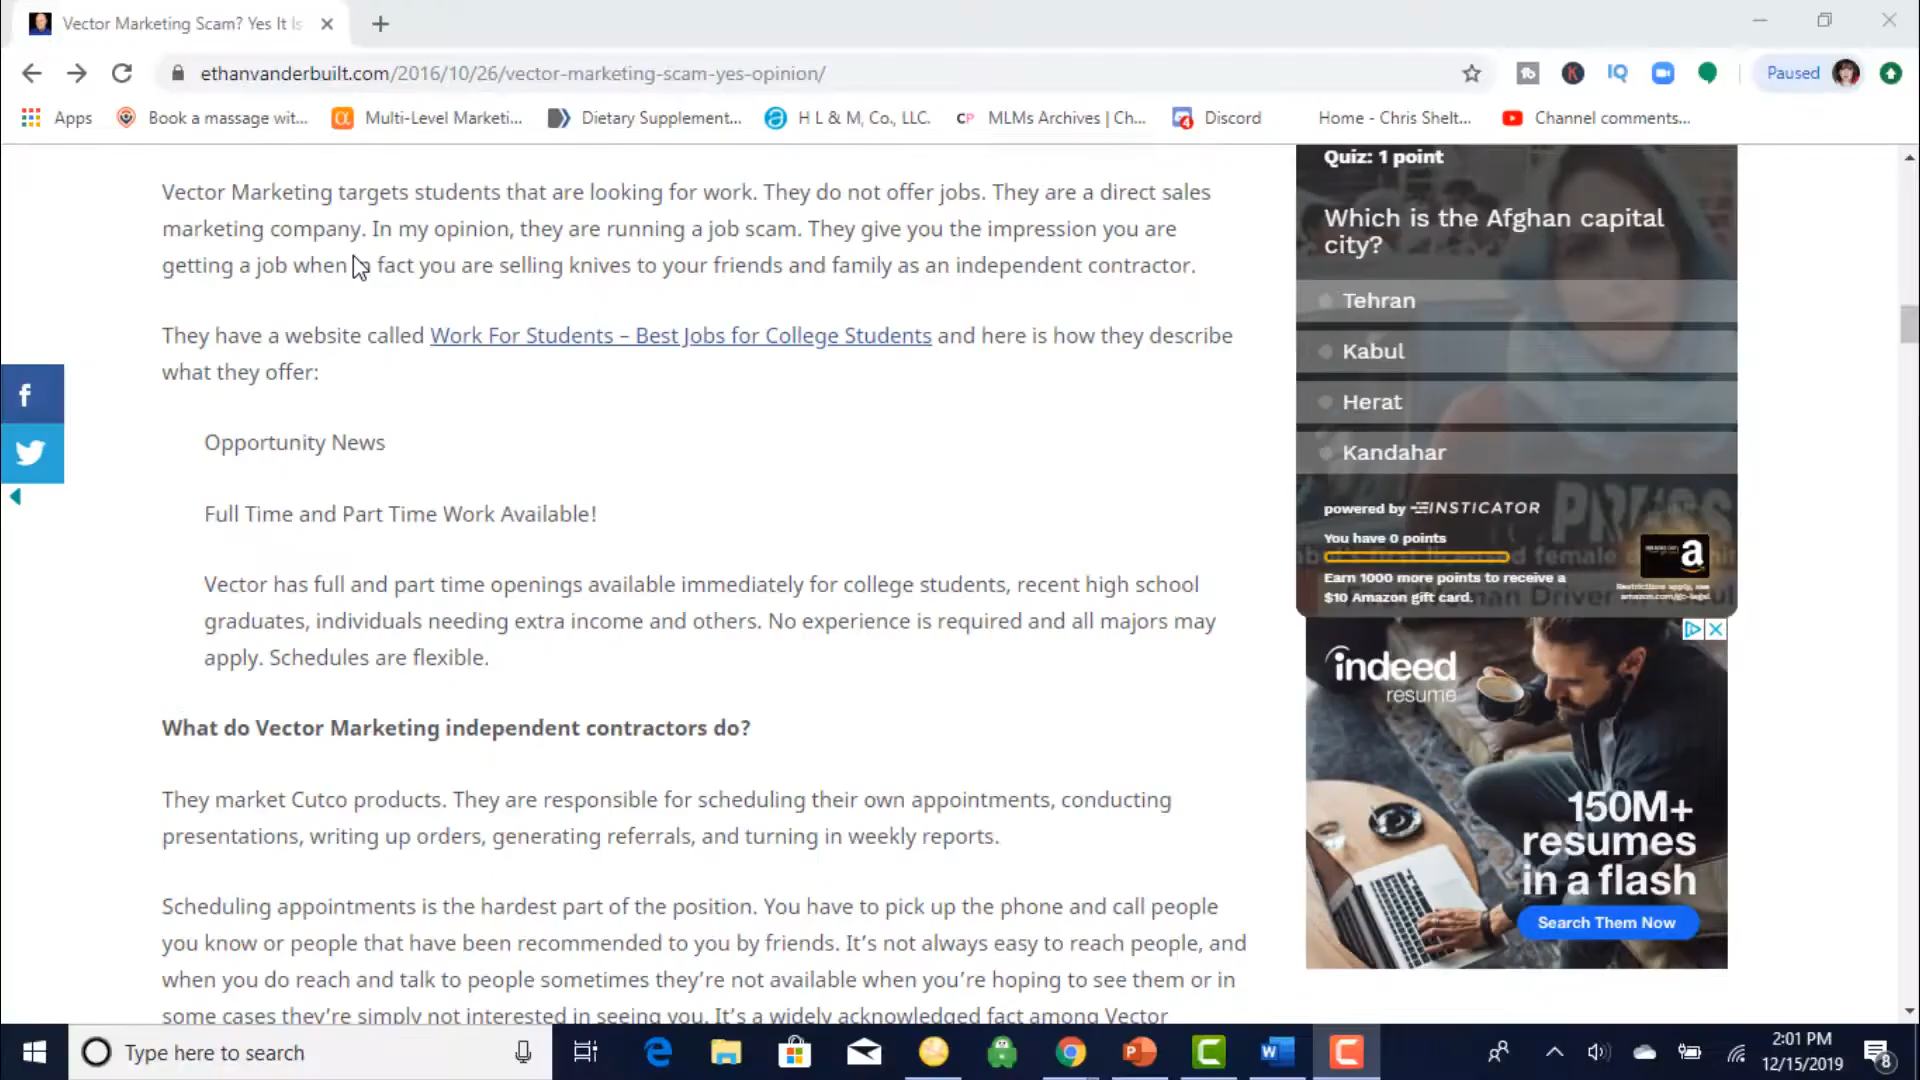 Vector Marketing Scam? Yes It Is
ethanvanderbuilt.com/2016/10/26/vector-marketing-scam-yes-opinion/
Paused
Apps
Book a massage wit...
Multi-Level Marketi...
Dietary Supplement...
H L & M, Co., LLC.
CP MLMs Archives | Ch...
Discord
Home - Chris Shelt...
Channel comments...
Vector Marketing targets students that are looking for work. They do not offer jobs. They are a direct sales
marketing company. In my opinion, they are running a job scam. They give you the impression you are
getting a job when in fact you are selling knives to your friends and family as an independent contractor.
They have a website called Work For Students – Best Jobs for College Students and here is how they describe
what they offer:
Opportunity News
Full Time and Part Time Work Available!
Vector has full and part time openings available immediately for college students, recent high school
graduates, individuals needing extra income and others. No experience is required and all majors may
apply. Schedules are flexible.
What do Vector Marketing independent contractors do?
They market Cutco products. They are responsible for scheduling their own appointments, conducting
presentations, writing up orders, generating referrals, and turning in weekly reports.
Scheduling appointments is the hardest part of the position. You have to pick up the phone and call people
you know or people that have been recommended to you by friends. It's not always easy to reach people, and
when you do reach and talk to people sometimes they're not available when you're hoping to see them or in
some cases they're simply not interested in seeing you. It's a widely acknowledged fact among Vector
Quiz: 1 point
Which is the Afghan capital
city?
Tehran
Kabul
Herat
Kandahar
powered by INSTICATOR
You have 0 points
Earn 1000 more points to receive a
$10 Amazon gift card.
indeed
resume
150M+
resumes
in a flash
Search Them Now
Type here to search
2:01 PM
12/15/2019
8